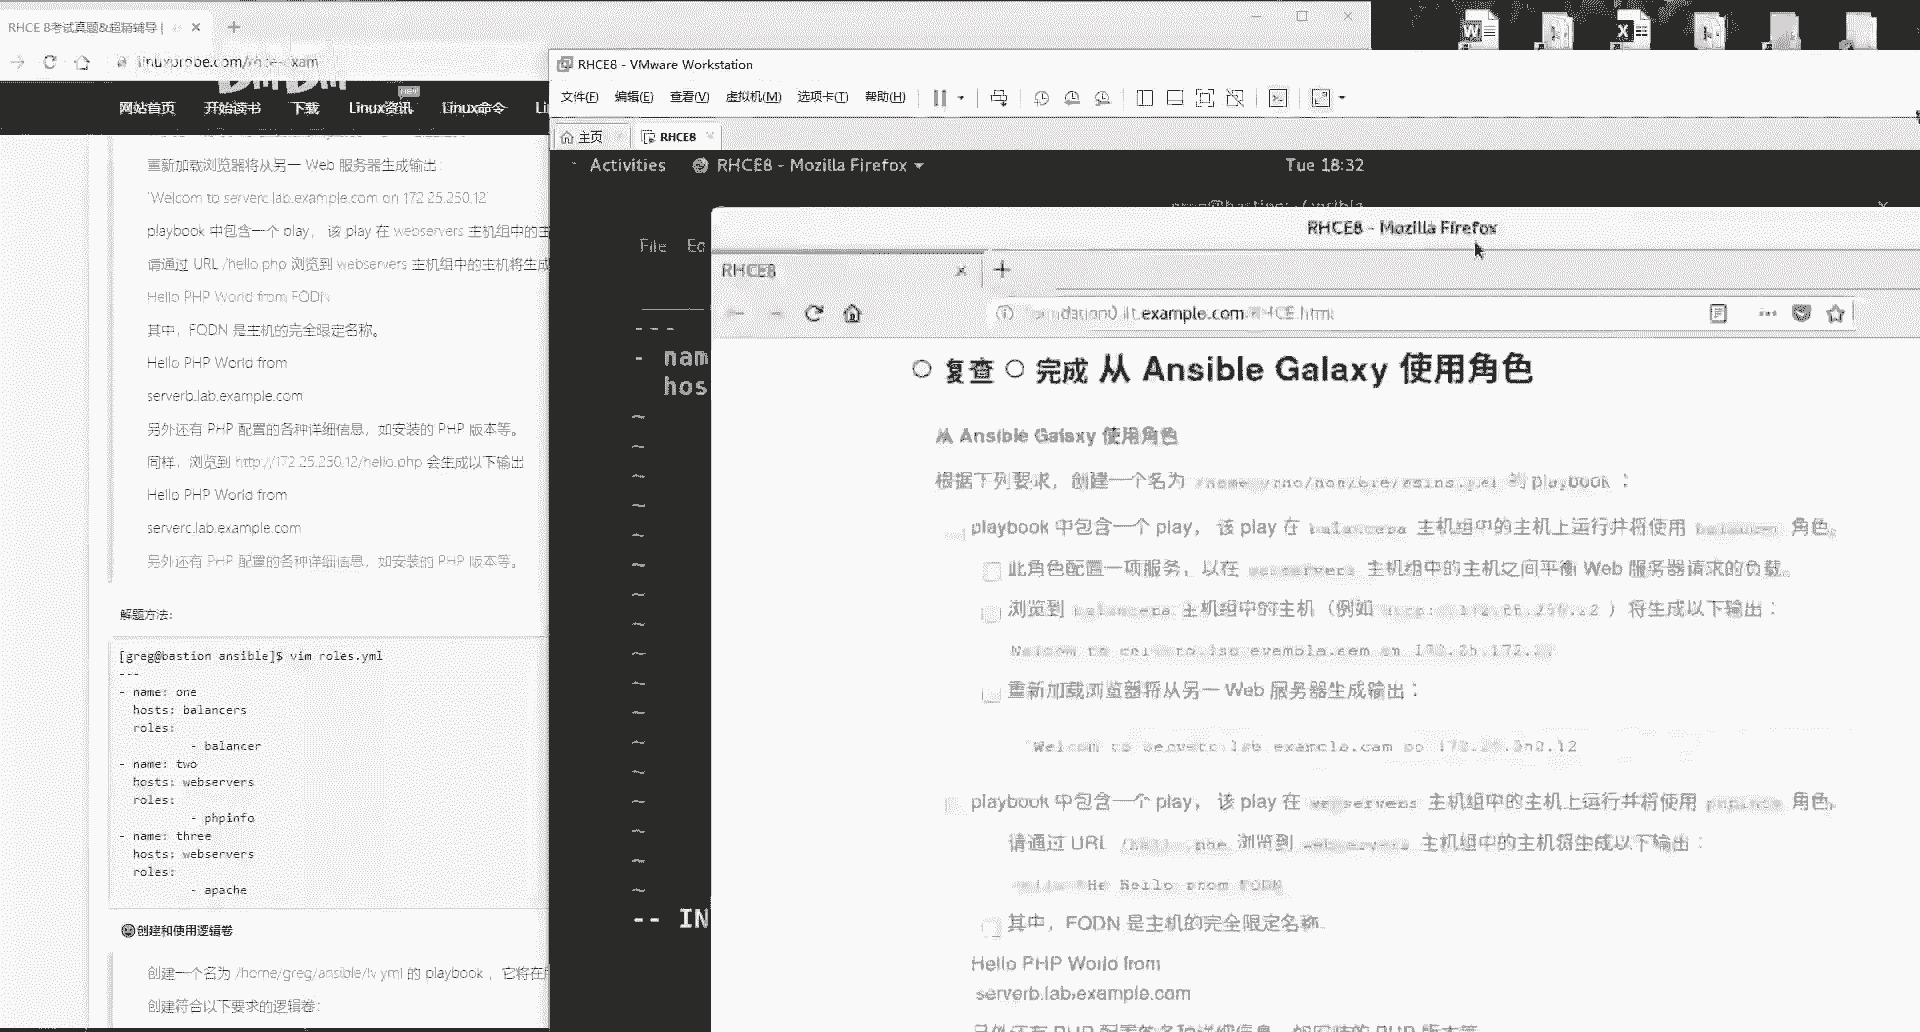 RHCE 8考试真题&超精辅导 |
linuxprobe.com/rhce-exam
网站首页 开始读书 下载 Linux资讯 Linux命令
重新加载浏览器将从另一 Web 服务器生成输出:
'Welcome to serverc.lab.example.com on 172.25.250.12'
playbook 中包含一个 play， 该 play 在 webservers 主机组中的主
请通过 URL /hello.php 浏览到 webservers 主机组中的主机将生成
Hello PHP World from FQDN
其中，FQDN 是主机的完全限定名称。
Hello PHP World from
serverb.lab.example.com
另外还有 PHP 配置的各种详细信息，如安装的 PHP 版本等。
同样，浏览到 http://172.25.250.12/hello.php 会生成以下输出
Hello PHP World from
serverc.lab.example.com
另外还有 PHP 配置的各种详细信息，如安装的 PHP 版本等。
解题方法:
[greg@bastion ansible]$ vim roles.yml
---
- name: one
hosts: balancers
roles:
- balancer
- name: two
hosts: webservers
roles:
- phpinfo
- name: three
hosts: webservers
roles:
- apache
创建和使用逻辑卷
创建一个名为 /home/greg/ansible/lv.yml 的 playbook ，它将在
创建符合以下要求的逻辑卷:
RHCE8 - VMware Workstation
文件(F) 编辑(E) 查看(V) 虚拟机(M) 选项卡(T) 帮助(H)
主页 RHCE8
Activities RHCE8 - Mozilla Firefox Tue 18:32
File Ed
---
- nam
hos
-- IN
RHCE8 - Mozilla Firefox
RHCE8
example.com
复查 完成 从 Ansible Galaxy 使用角色
从 Ansible Galaxy 使用角色
根据下列要求，创建一个名为 的 playbook ：
playbook 中包含一个 play， 该 play 在 balancers 主机组中的主机上运行并将使用 balancer 角色。
此角色配置一项服务，以在 webservers 主机组中的主机之间平衡 Web 服务器请求的负载。
浏览到 balancers 主机组中的主机（例如 ）将生成以下输出：
重新加载浏览器将从另一 Web 服务器生成输出：
playbook 中包含一个 play， 该 play 在 webservers 主机组中的主机上运行并将使用 phpinfo 角色。
请通过 URL 浏览到 webservers 主机组中的主机将生成以下输出：
其中，FQDN 是主机的完全限定名称
Hello PHP World from
serverb.lab.example.com